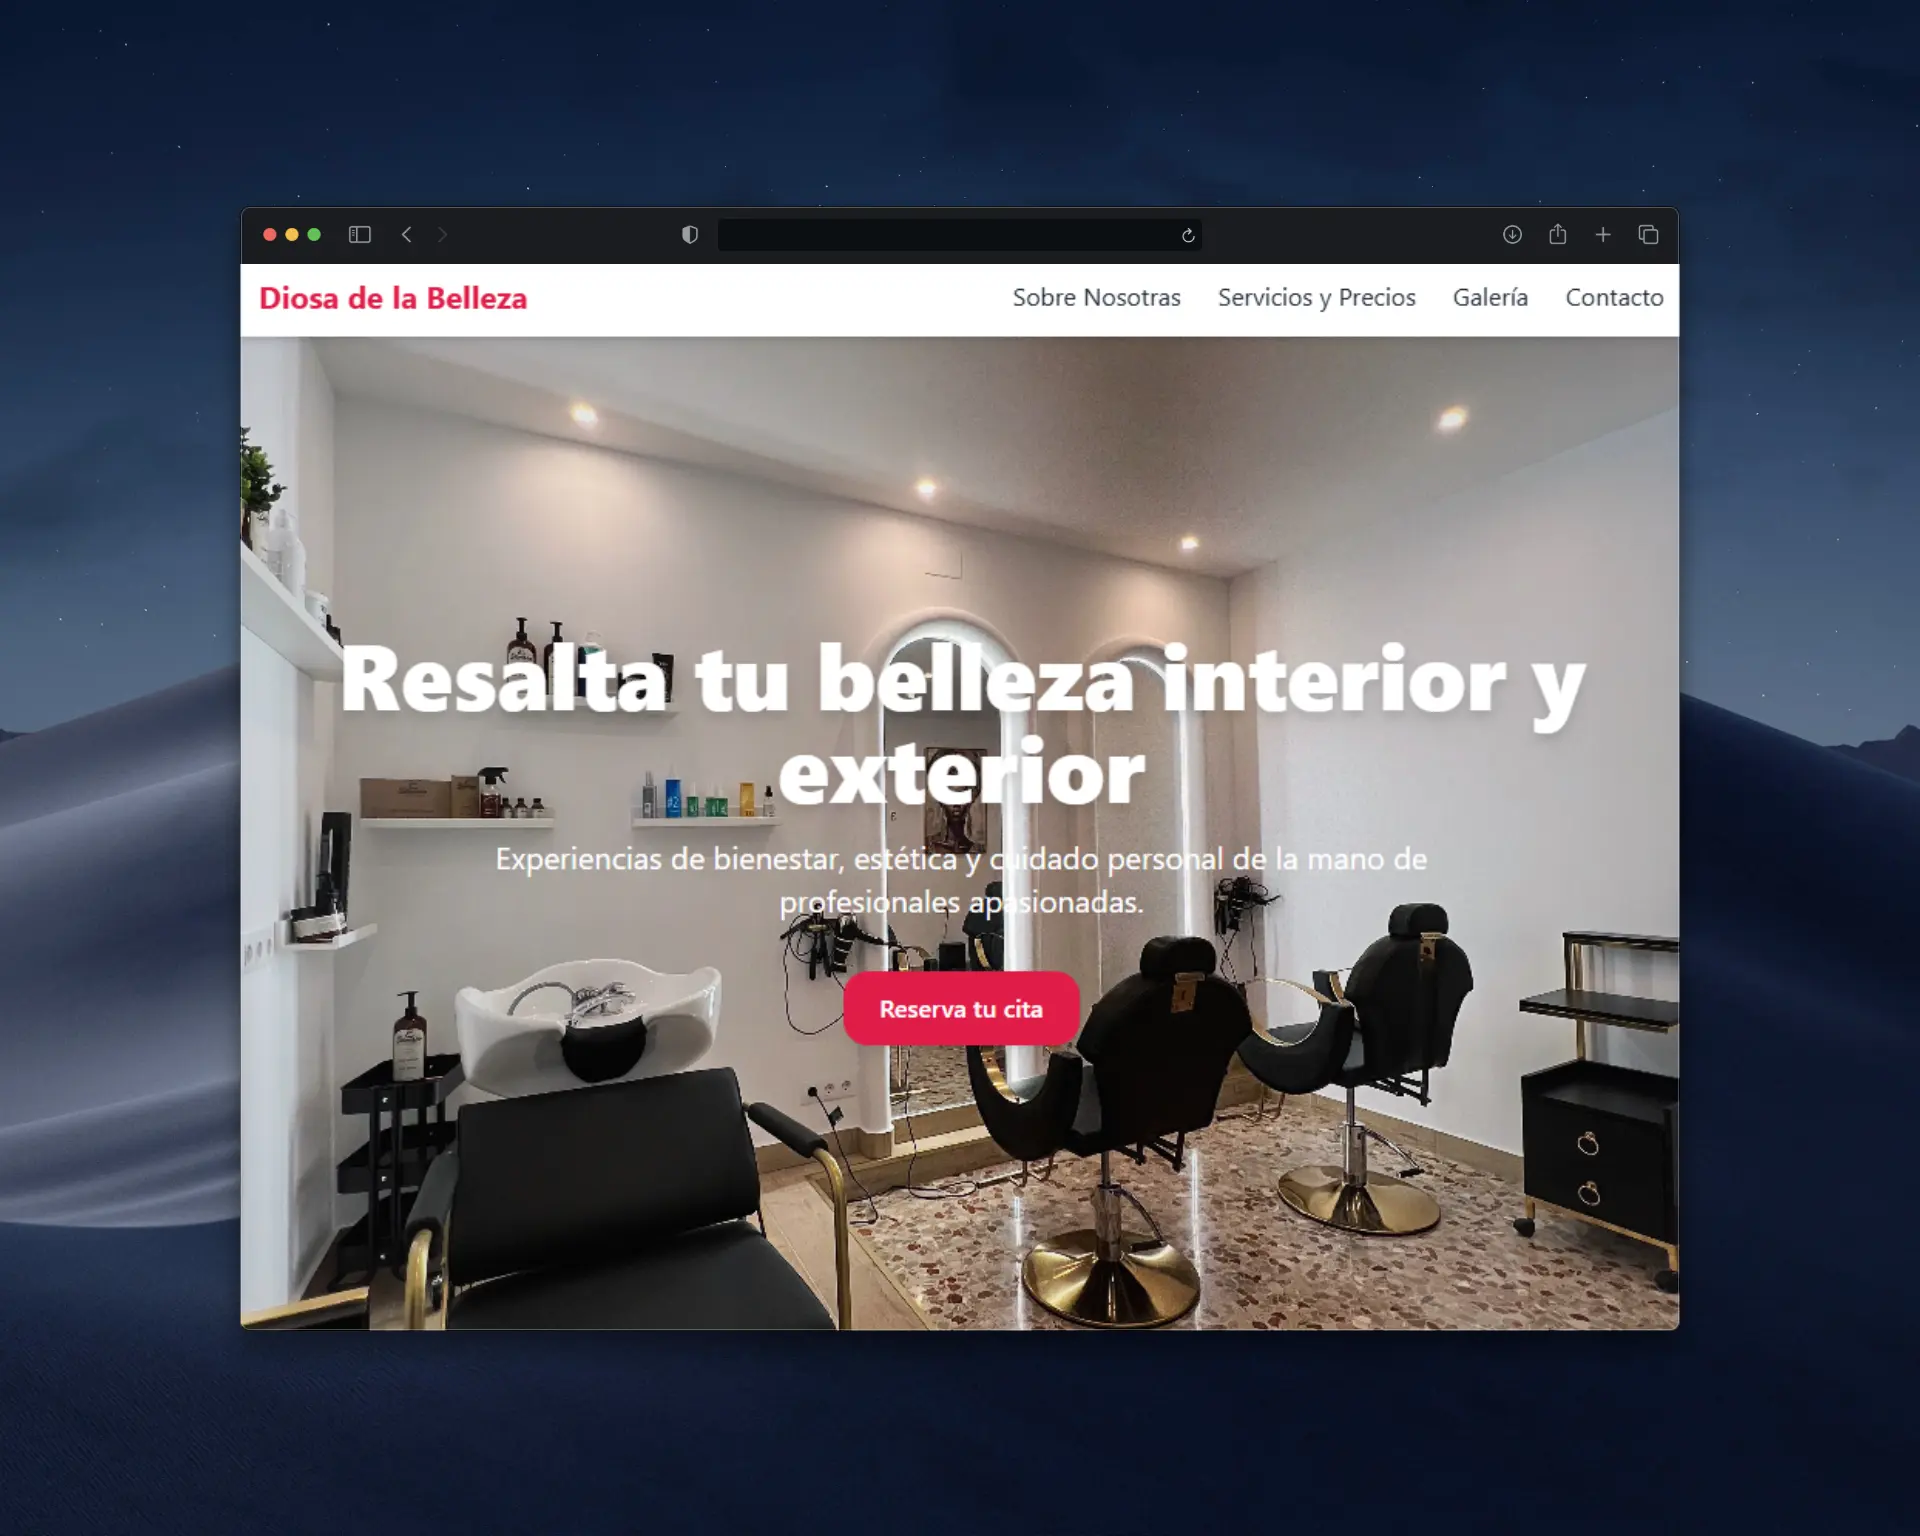 Diosa de la Belleza
Sobre Nosotras
Servicios y Precios
Galería
Contacto
Resalta tu belleza interior y
exterior
Experiencias de bienestar, estética y cuidado personal de la mano de
profesionales apasionadas.
Reserva tu cita